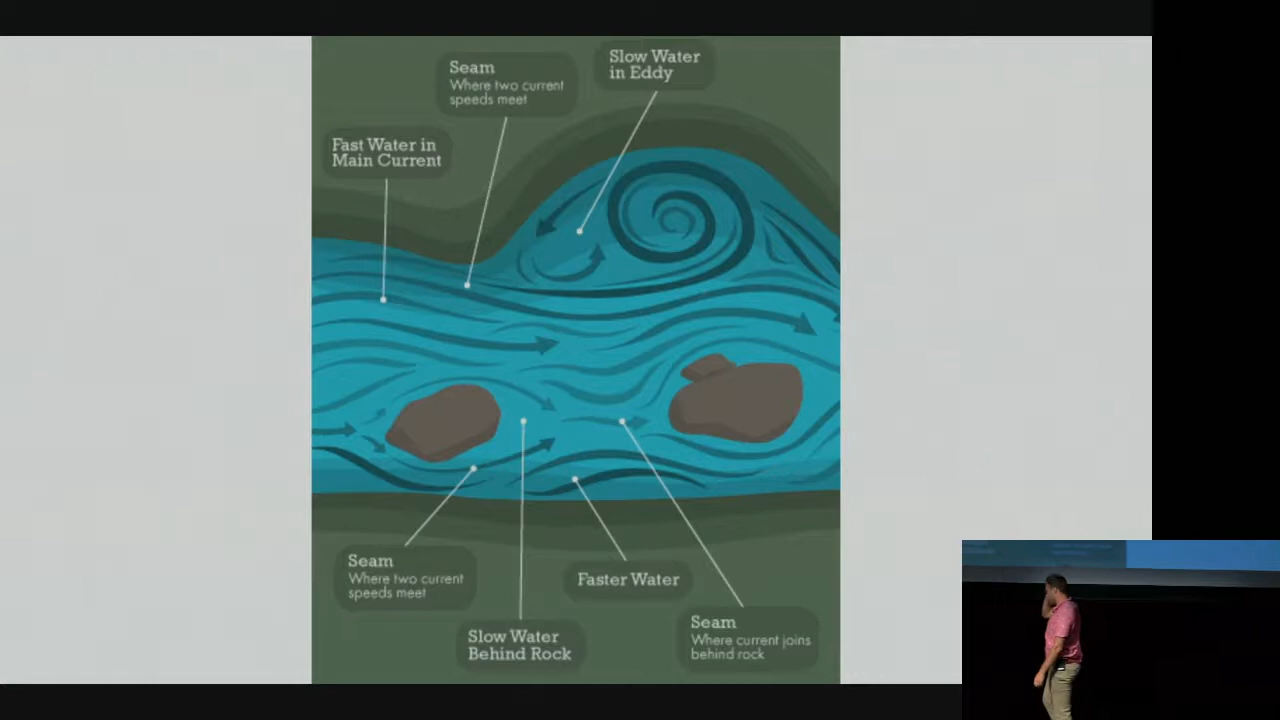 Slow Water
in Eddy
Seam
Where two current
speeds meet
Fast Water in
Main Current
Seam
Where two current
speeds meet
Faster Water
Slow Water
Behind Rock
Seam
Where current joins
behind rock